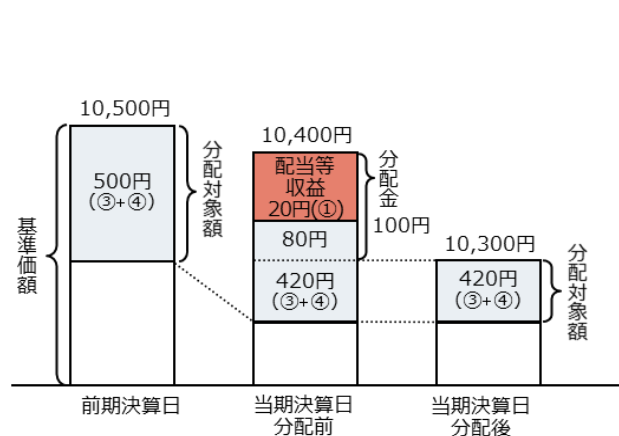 10,500円
500円
(③+④)
分配対象額
基準価額
前期決算日
10,400円
配当等
収益
20円(①)
80円
420円
(③+④)
分配金
100円
当期決算日
分配前
10,300円
420円
(③+④)
分配対象額
当期決算日
分配後